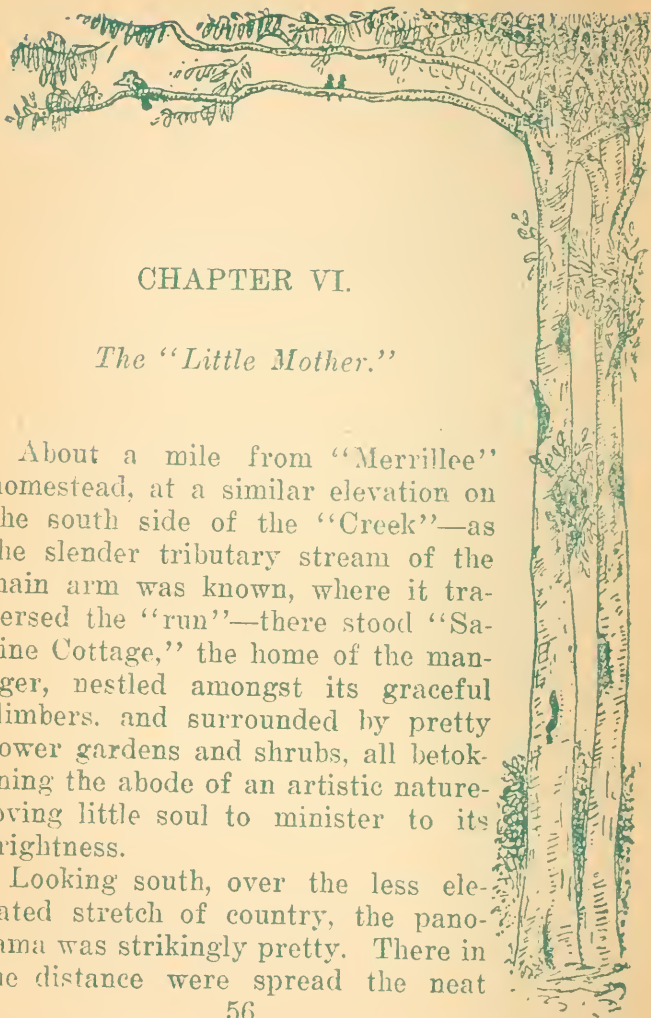 CHAPTER VI.
The "Little Mother."
About a mile from "Merrillee"
homestead, at a similar elevation on
the south side of the "Creek"—as
the slender tributary stream of the
main arm was known, where it tra-
versed the "run"—there stood "Sa-
ine Cottage," the home of the man-
ager, nestled amongst its graceful
climbers. and surrounded by pretty
flower gardens and shrubs, all betok-
ening the abode of an artistic nature-
loving little soul to minister to its
brightness.
Looking south, over the less ele-
vated stretch of country, the pano-
rama was strikingly pretty. There in
the distance were spread the neat
56